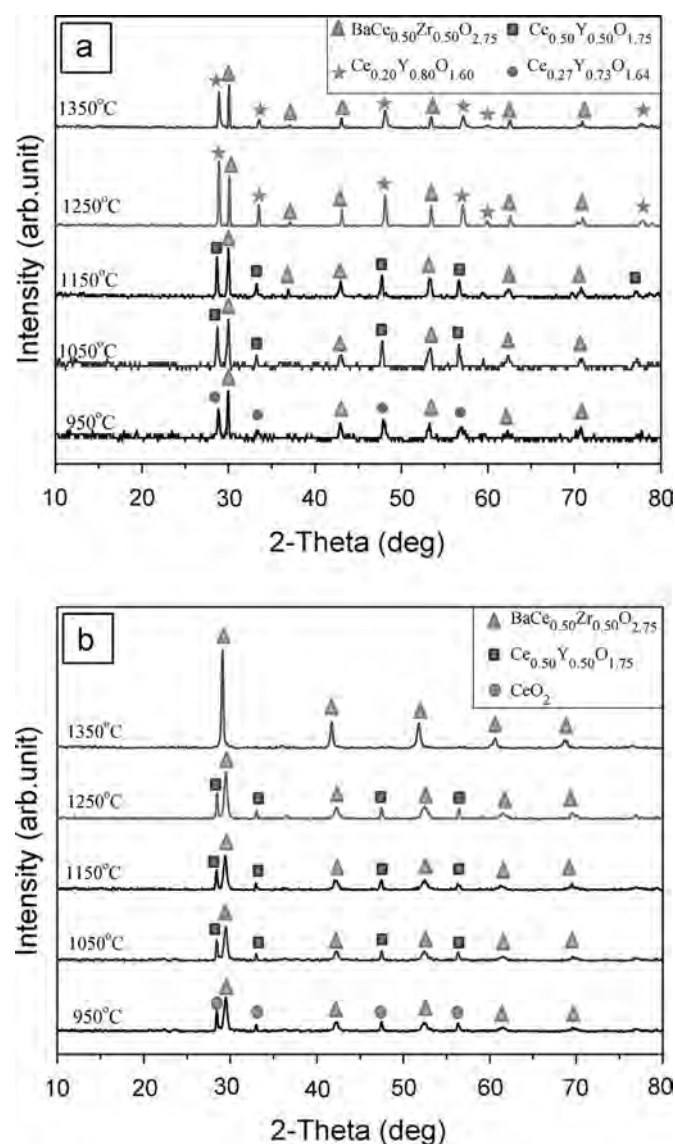 a
BaCe0.50Zr0.50O2.75 Ce0.50Y0.50O1.75
Ce0.20Y0.80O1.60 Ce0.27Y0.73O1.64
1350°C
1250°C
1150°C
1050°C
950°C
Intensity (arb.unit)
10 20 30 40 50 60 70 80
2-Theta (deg)
b
BaCe0.50Zr0.50O2.75
Ce0.50Y0.50O1.75
CeO2
1350°C
1250°C
1150°C
1050°C
950°C
Intensity (arb.unit)
10 20 30 40 50 60 70 80
2-Theta (deg)